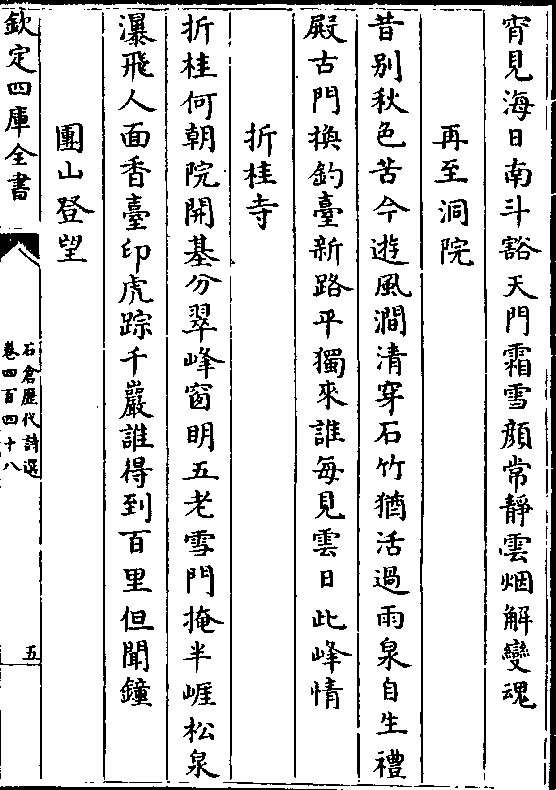 宵見海日南斗豁天門霜雪顔常靜雲烟解變魂
再至洞院
昔别秋色苦今遊風澗清穿石竹猶活過雨泉自生禮
殿古門換釣臺新路平獨來誰每見雲日此峰情
折桂寺
折桂何朝院開基分翠峰窗明五老雪門掩半崕松泉
瀑飛人面香臺印虎踪千巖誰得到百里但聞鐘
團山登望
欽定四庫全書
石倉歷代詩選
卷四百四十八
五